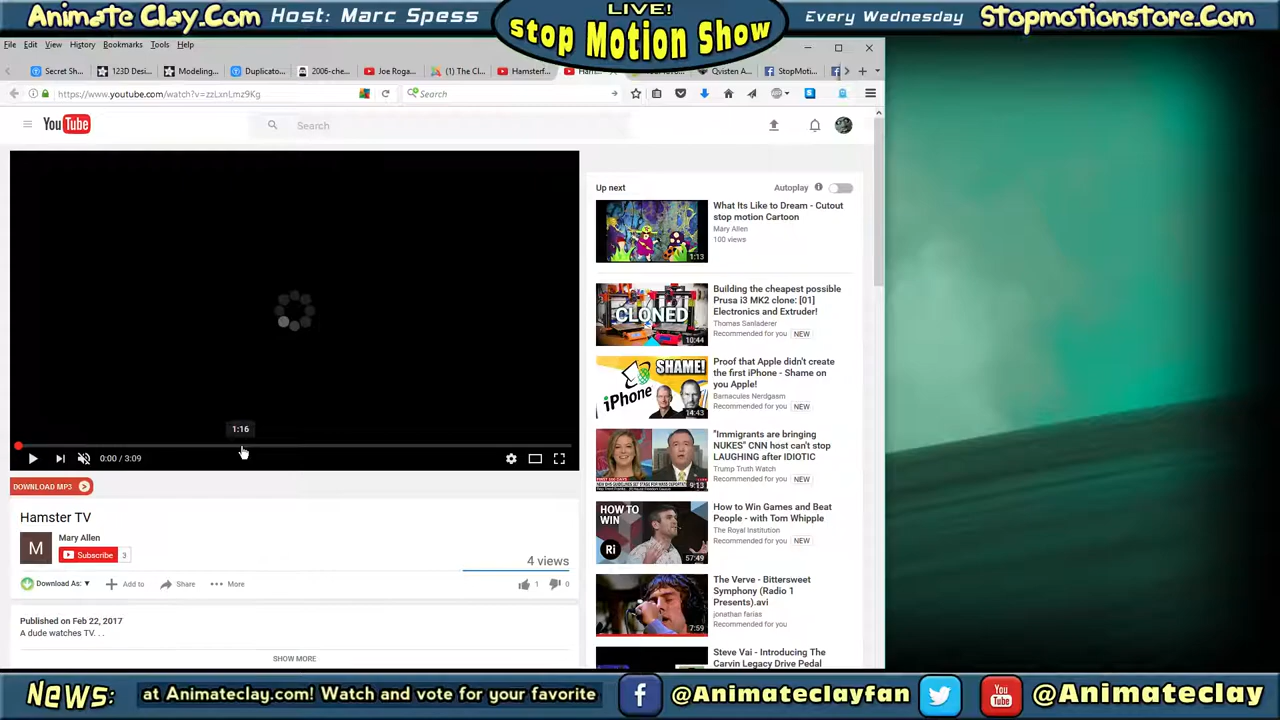 Animate Clay.Com Host: Marc Spess
LIVE!
Stop Motion Show
Every Wednesday Stopmotionstore.Com
File Edit View History Bookmarks Tools Help
Secret Sh...
123D Desi...
Modeling...
Duplicato...
2006-che...
Joe Roga...
(1) The Cl...
Hamsterf...
Qvisten A...
StopMoti...
https://www.youtube.com/watch?v=zzLxnLmz9Kg
Search
YouTube
Search
1:16
0:00 / 3:09
DOWNLOAD MP3
Hamster TV
M
Mary Allen
Subscribe 3
4 views
Download As: ▼ Add to Share More
1 0
Published on Feb 22, 2017
A dude watches TV. . .
SHOW MORE
Up next
Autoplay
What Its Like to Dream - Cutout
stop motion Cartoon
Mary Allen
100 views
1:13
Building the cheapest possible
Prusa i3 MK2 clone: [01]
Electronics and Extruder!
Thomas Sanladerer
Recommended for you NEW
CLONED
10:44
Proof that Apple didn't create
the first iPhone - Shame on
you Apple!
Barnacules Nerdgasm
Recommended for you NEW
SHAME!
iPhone
14:43
"Immigrants are bringing
NUKES" CNN host can't stop
LAUGHING after IDIOTIC
Trump Truth Watch
Recommended for you NEW
9:13
How to Win Games and Beat
People - with Tom Whipple
The Royal Institution
Recommended for you NEW
HOW TO
WIN
Ri
57:49
The Verve - Bittersweet
Symphony (Radio 1
Presents).avi
jonathan farias
Recommended for you
7:59
Steve Vai - Introducing The
Carvin Legacy Drive Pedal
News: at Animateclay.com! Watch and vote for your favorite
@Animateclayfan
You
Tube
@Animateclay